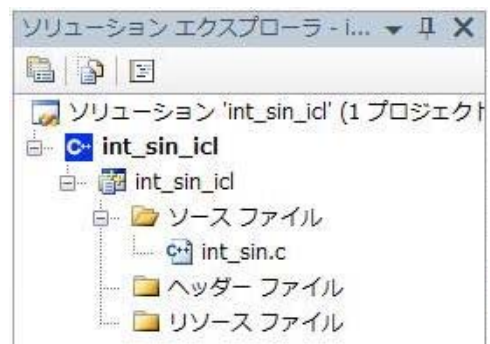 ソリューション エクスプローラ - i...
ソリューション 'int_sin_icl' (1 プロジェクト
int_sin_icl
int_sin_icl
ソース ファイル
int_sin.c
ヘッダー ファイル
リソース ファイル